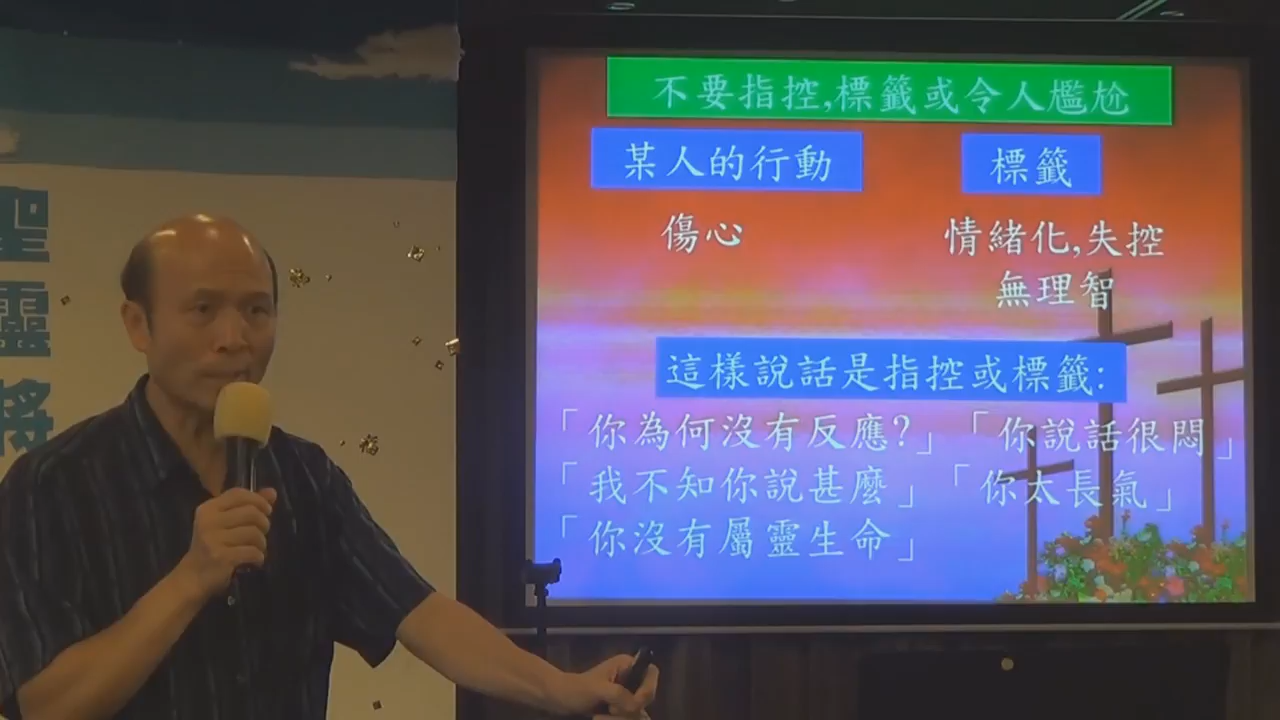 不要指控,標籤或令人尷尬
某人的行動
標籤
傷心
情緒化,失控
無理智
這樣說話是指控或標籤:
「你為何沒有反應?」「你說話很悶」
「我不知你說甚麼」「你太長氣」
「你沒有屬靈生命」
聖靈將